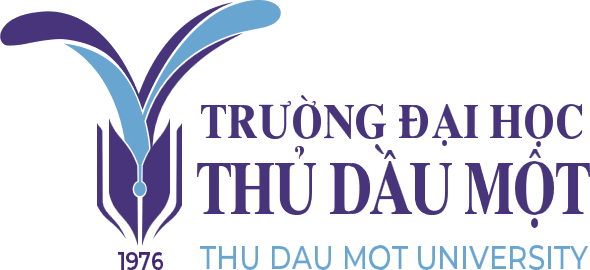 TRƯỜNG ĐẠI HỌC
THỦ DẦU MỘT
1976
THU DAU MOT UNIVERSITY